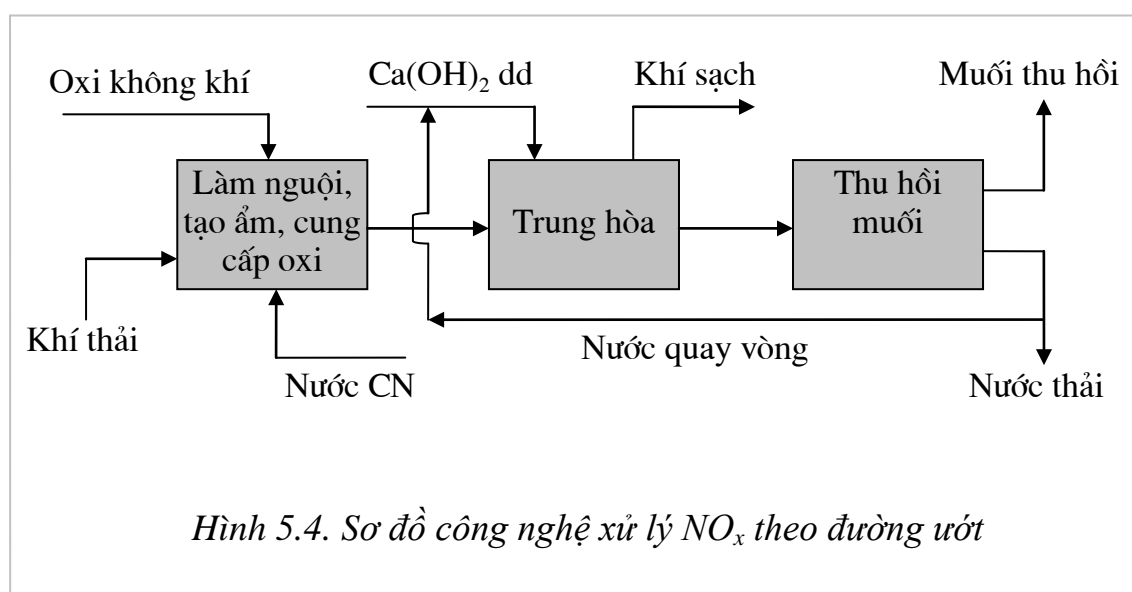 Oxi không khí
Ca(OH)2 dd
Khí sạch
Muối thu hồi
Làm nguội,
tạo ẩm, cung
cấp oxi
Trung hòa
Thu hồi
muối
Khí thải
Nước CN
Nước quay vòng
Nước thải
Hình 5.4. Sơ đồ công nghệ xử lý NOx theo đường ướt